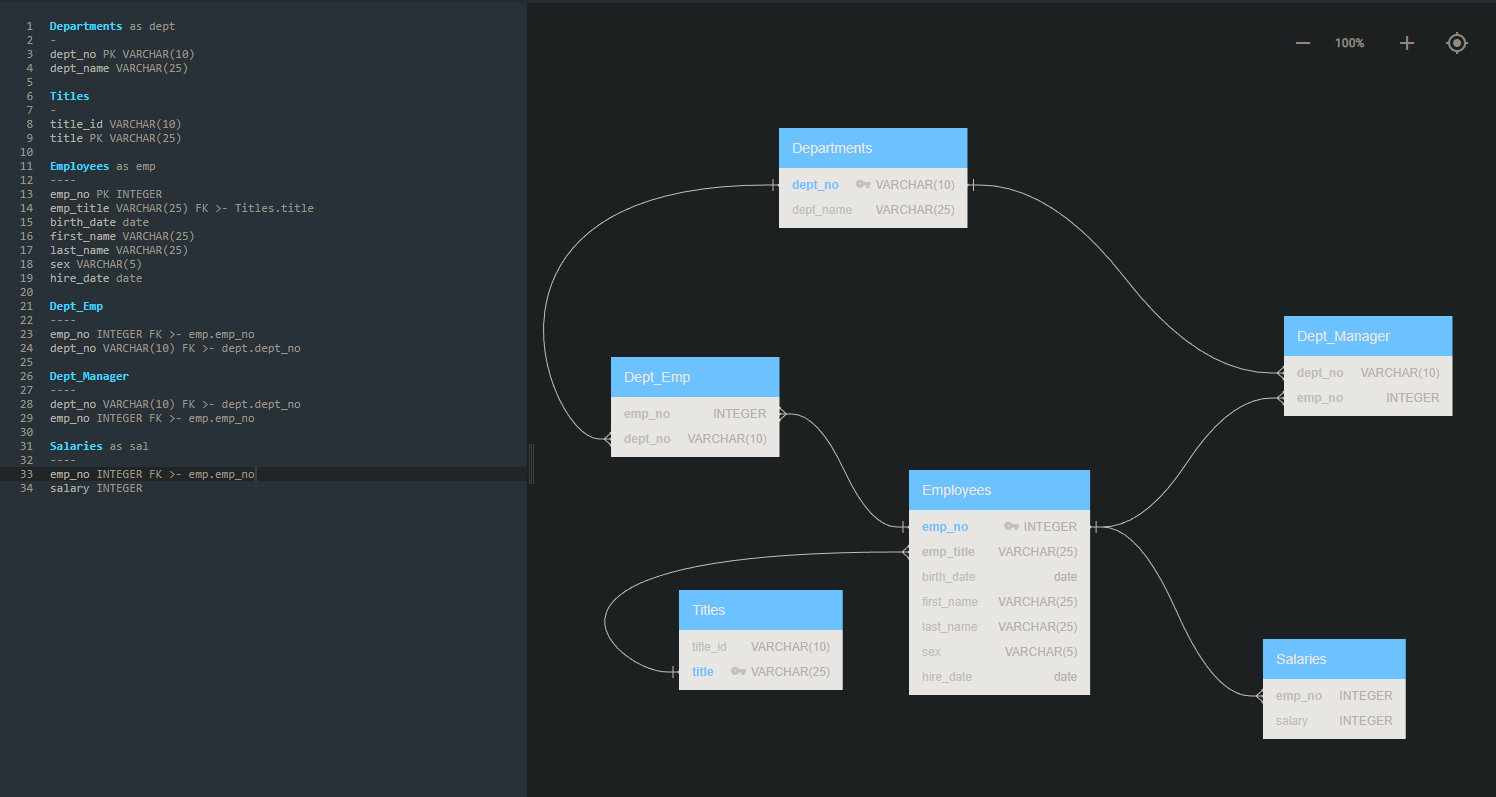 1 Departments as dept
2 -
3 dept_no PK VARCHAR(10)
4 dept_name VARCHAR(25)
5
6 Titles
7 -
8 title_id VARCHAR(10)
9 title PK VARCHAR(25)
10
11 Employees as emp
12 ----
13 emp_no PK INTEGER
14 emp_title VARCHAR(25) FK >- Titles.title
15 birth_date date
16 first_name VARCHAR(25)
17 last_name VARCHAR(25)
18 sex VARCHAR(5)
19 hire_date date
20
21 Dept_Emp
22 ----
23 emp_no INTEGER FK >- emp.emp_no
24 dept_no VARCHAR(10) FK >- dept.dept_no
25
26 Dept_Manager
27 ----
28 dept_no VARCHAR(10) FK >- dept.dept_no
29 emp_no INTEGER FK >- emp.emp_no
30
31 Salaries as sal
32 ----
33 emp_no INTEGER FK >- emp.emp_no
34 salary INTEGER
100%
Departments
dept_no VARCHAR(10)
dept_name VARCHAR(25)
Dept_Manager
dept_no VARCHAR(10)
emp_no INTEGER
Dept_Emp
emp_no INTEGER
dept_no VARCHAR(10)
Employees
emp_no INTEGER
emp_title VARCHAR(25)
birth_date date
first_name VARCHAR(25)
last_name VARCHAR(25)
sex VARCHAR(5)
hire_date date
Titles
title_id VARCHAR(10)
title VARCHAR(25)
Salaries
emp_no INTEGER
salary INTEGER